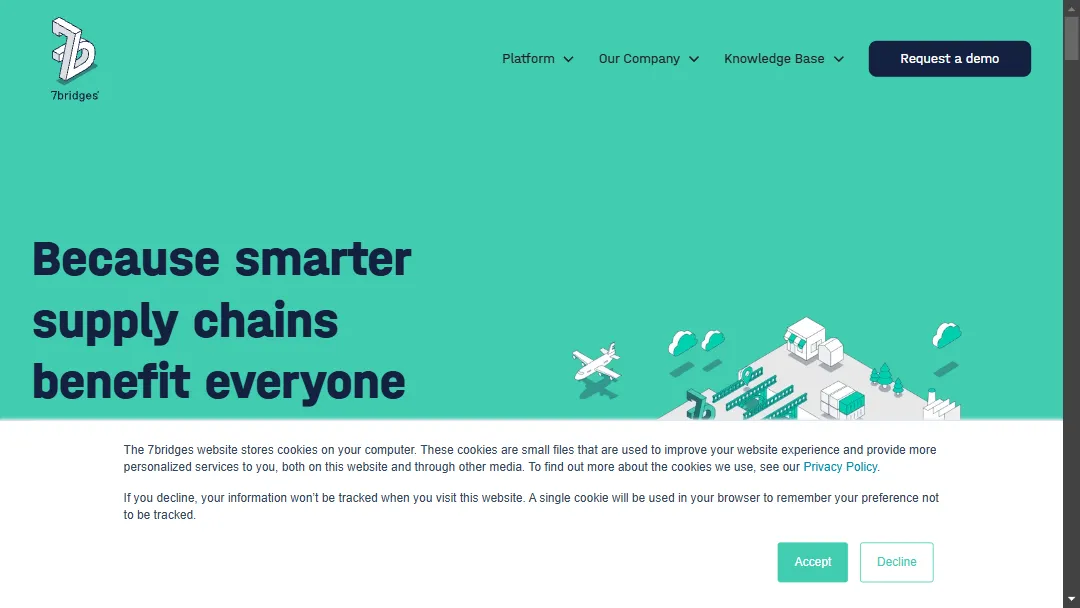 7bridges
Platform
Our Company
Knowledge Base
Request a demo
Because smarter
supply chains
benefit everyone
The 7bridges website stores cookies on your computer. These cookies are small files that are used to improve your website experience and provide more
personalized services to you, both on this website and through other media. To find out more about the cookies we use, see our Privacy Policy.
If you decline, your information won’t be tracked when you visit this website. A single cookie will be used in your browser to remember your preference not
to be tracked.
Accept
Decline